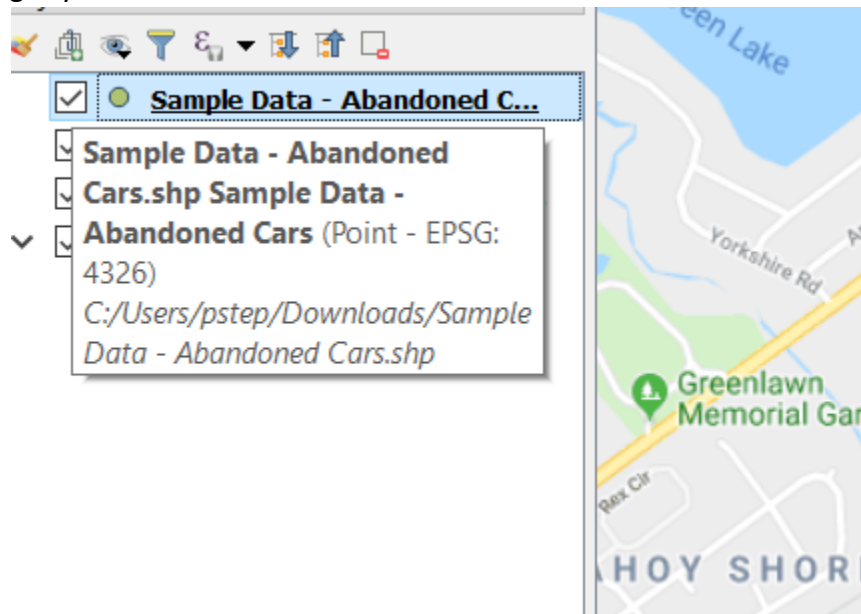 Sample Data - Abandoned C...
Sample Data - Abandoned
Cars.shp Sample Data -
Abandoned Cars (Point - EPSG:
4326)
C:/Users/pstep/Downloads/Sample
Data - Abandoned Cars.shp
Lake
Yorkshire Rd
Greenlawn
Memorial Gar
Rex Cir
AHOY SHOR